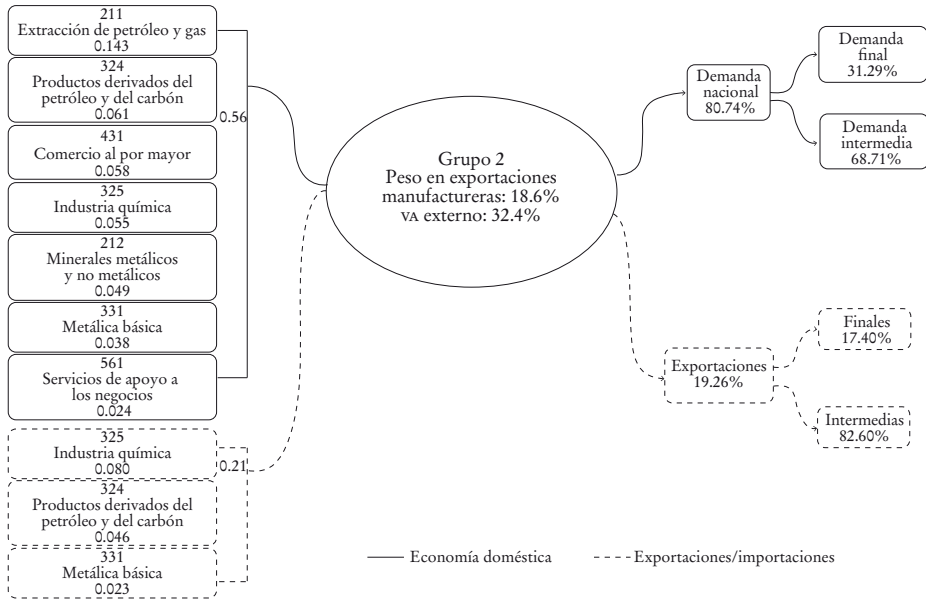 211
Extracción de petróleo y gas
0.143
324
Productos derivados del
petróleo y del carbón
0.061
431
Comercio al por mayor
0.058
325
Industria química
0.055
212
Minerales metálicos
y no metálicos
0.049
331
Metálica básica
0.038
561
Servicios de apoyo a
los negocios
0.024
0.56
325
Industria química
0.080
324
Productos derivados del
petróleo y del carbón
0.046
331
Metálica básica
0.023
0.21
Grupo 2
Peso en exportaciones
manufactureras: 18.6%
VA externo: 32.4%
Demanda
nacional
80.74%
Demanda
final
31.29%
Demanda
intermedia
68.71%
Exportaciones
19.26%
Finales
17.40%
Intermedias
82.60%
Economía doméstica
Exportaciones/importaciones